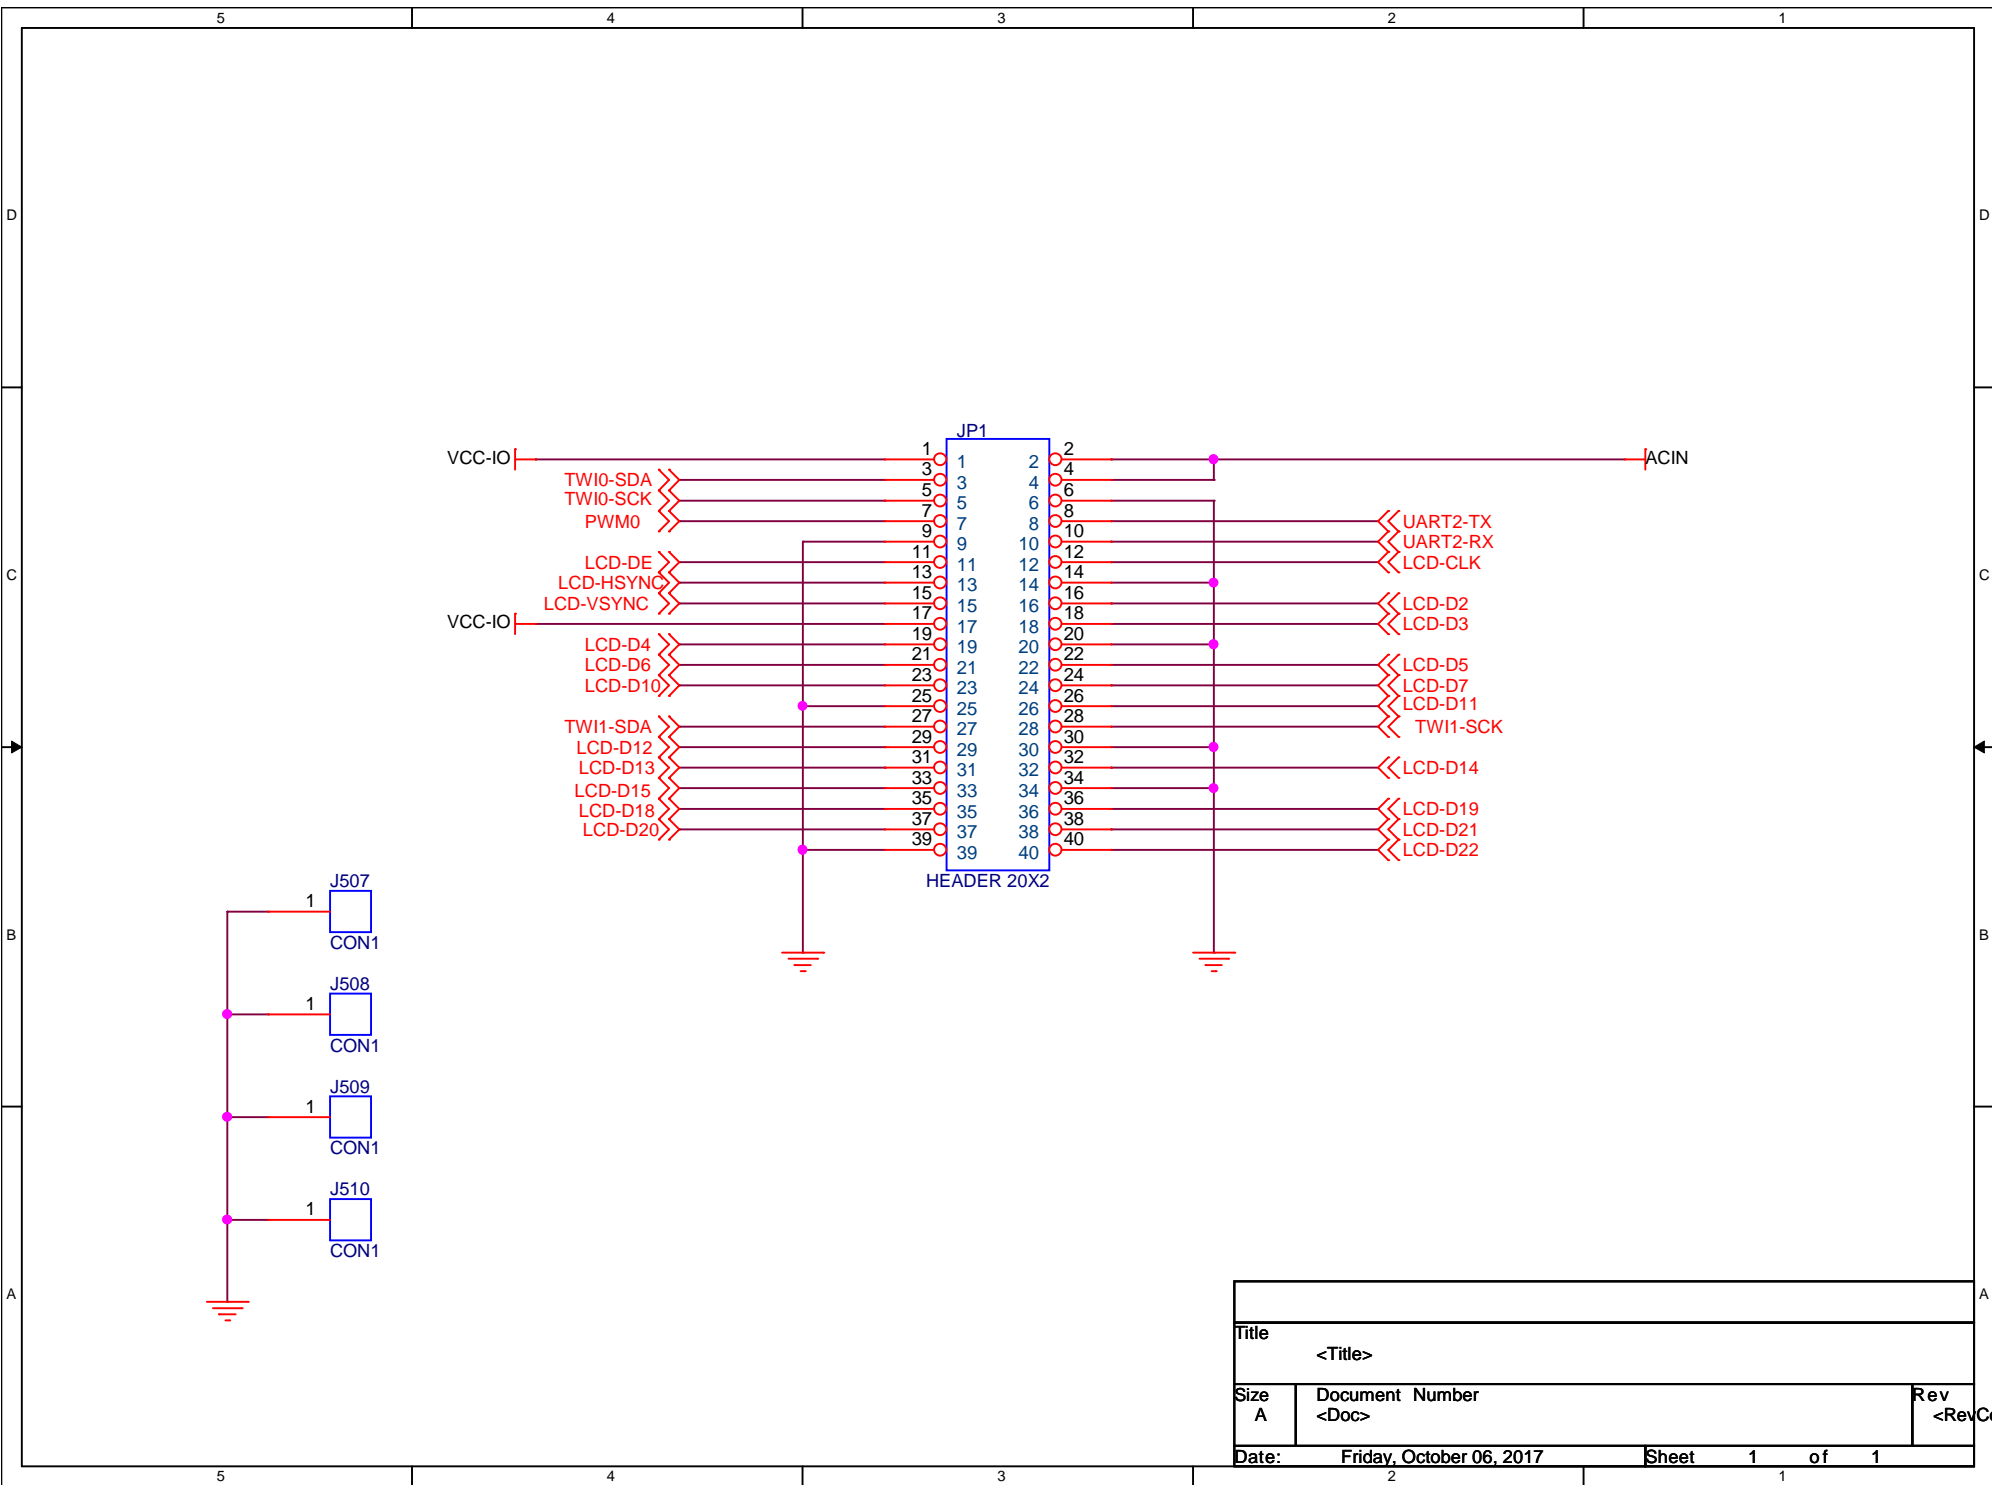 5 4 3 2 1
D D
C C
B B
A A
JP1
VCC-IO 1 1 2 2 ACIN
TWI0-SDA 3 3 4 4
TWI0-SCK 5 5 6 6
PWM0 7 7 8 8 UART2-TX
9 9 10 10 UART2-RX
LCD-DE 11 11 12 12 LCD-CLK
LCD-HSYNC 13 13 14 14
LCD-VSYNC 15 15 16 16 LCD-D2
VCC-IO 17 17 18 18 LCD-D3
LCD-D4 19 19 20 20
LCD-D6 21 21 22 22 LCD-D5
LCD-D10 23 23 24 24 LCD-D7
25 25 26 26 LCD-D11
TWI1-SDA 27 27 28 28 TWI1-SCK
LCD-D12 29 29 30 30
LCD-D13 31 31 32 32 LCD-D14
LCD-D15 33 33 34 34
LCD-D18 35 35 36 36 LCD-D19
LCD-D20 37 37 38 38 LCD-D21
39 39 40 40 LCD-D22
HEADER 20X2
J507
1
CON1
J508
1
CON1
J509
1
CON1
J510
1
CON1
Title
<Title>
Size Document Number Rev
A <Doc>
Date: Friday, October 06, 2017 Sheet 1 of 1
5 4 3 2 1